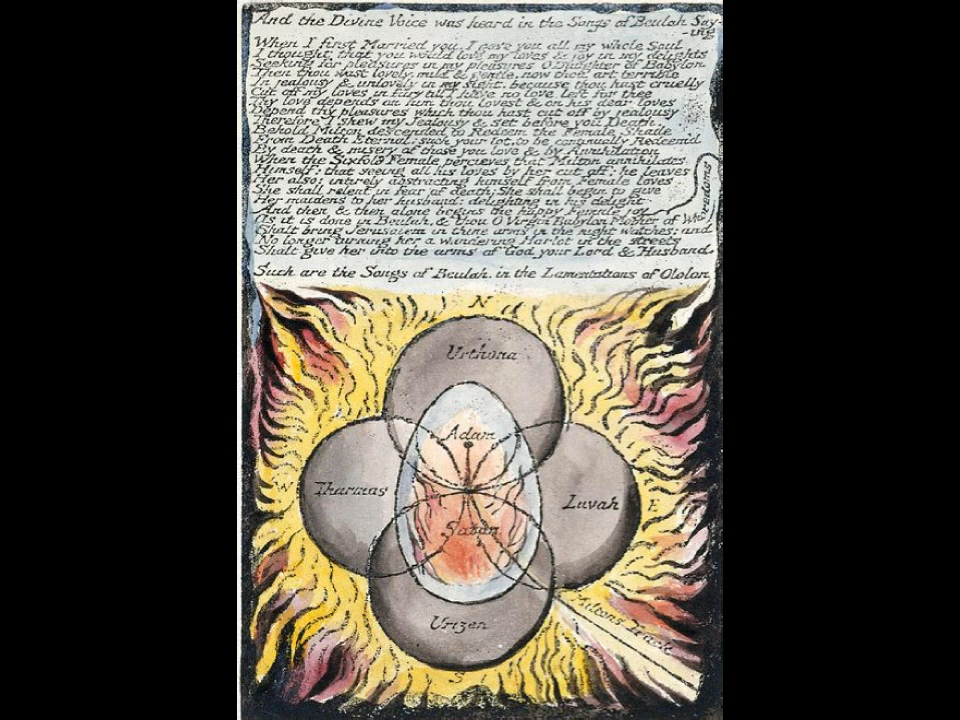 And the Divine Voice was heard in the Songs of Beulah Say-
-ing
When I first Married you, I gave you all my whole Soul
I thought that you would love my loves & joy in my delights
Seeking for pleasures in my pleasures O Daughter of Babylon
Then thou wast lovely, mild & gentle, now thou art terrible
In jealousy & unlovely in my sight, because thou hast cruelly
Cut off my loves in fury till I have no love left for thee
Thy love depends on him thou lovest & on his dear loves
Depend thy pleasures which thou hast cut off by jealousy
Therefore I shew my Jealousy & set before you Death.
Behold Milton descended to Redeem the Female Shade
From Death Eternal; such your lot, to be continually Redeem'd
By death & misery of those you love & by Annihilation
When the Sixfold Female percieves that Milton annihilates
Himself: that seeing all his loves by her cut off: he leaves
Her also: intirely abstracting himself from Female loves
She shall relent in fear of death: She shall begin to give
Her maidens to her husband: delighting in his delight
And then & then alone begins the happy Female joy
As it is done in Beulah, & thou O Virgin Babylon Mother of Whoredoms
Shalt bring Jerusalem in thine arms in the night watches; and
No longer turning her a wandering Harlot in the streets
Shalt give her into the arms of God your Lord & Husband.
Such are the Songs of Beulah in the Lamentations of Ololon
N
Urthona
Adam
W
Tharmas
Luvah
E
Satan
Urizen
Miltons Track
S